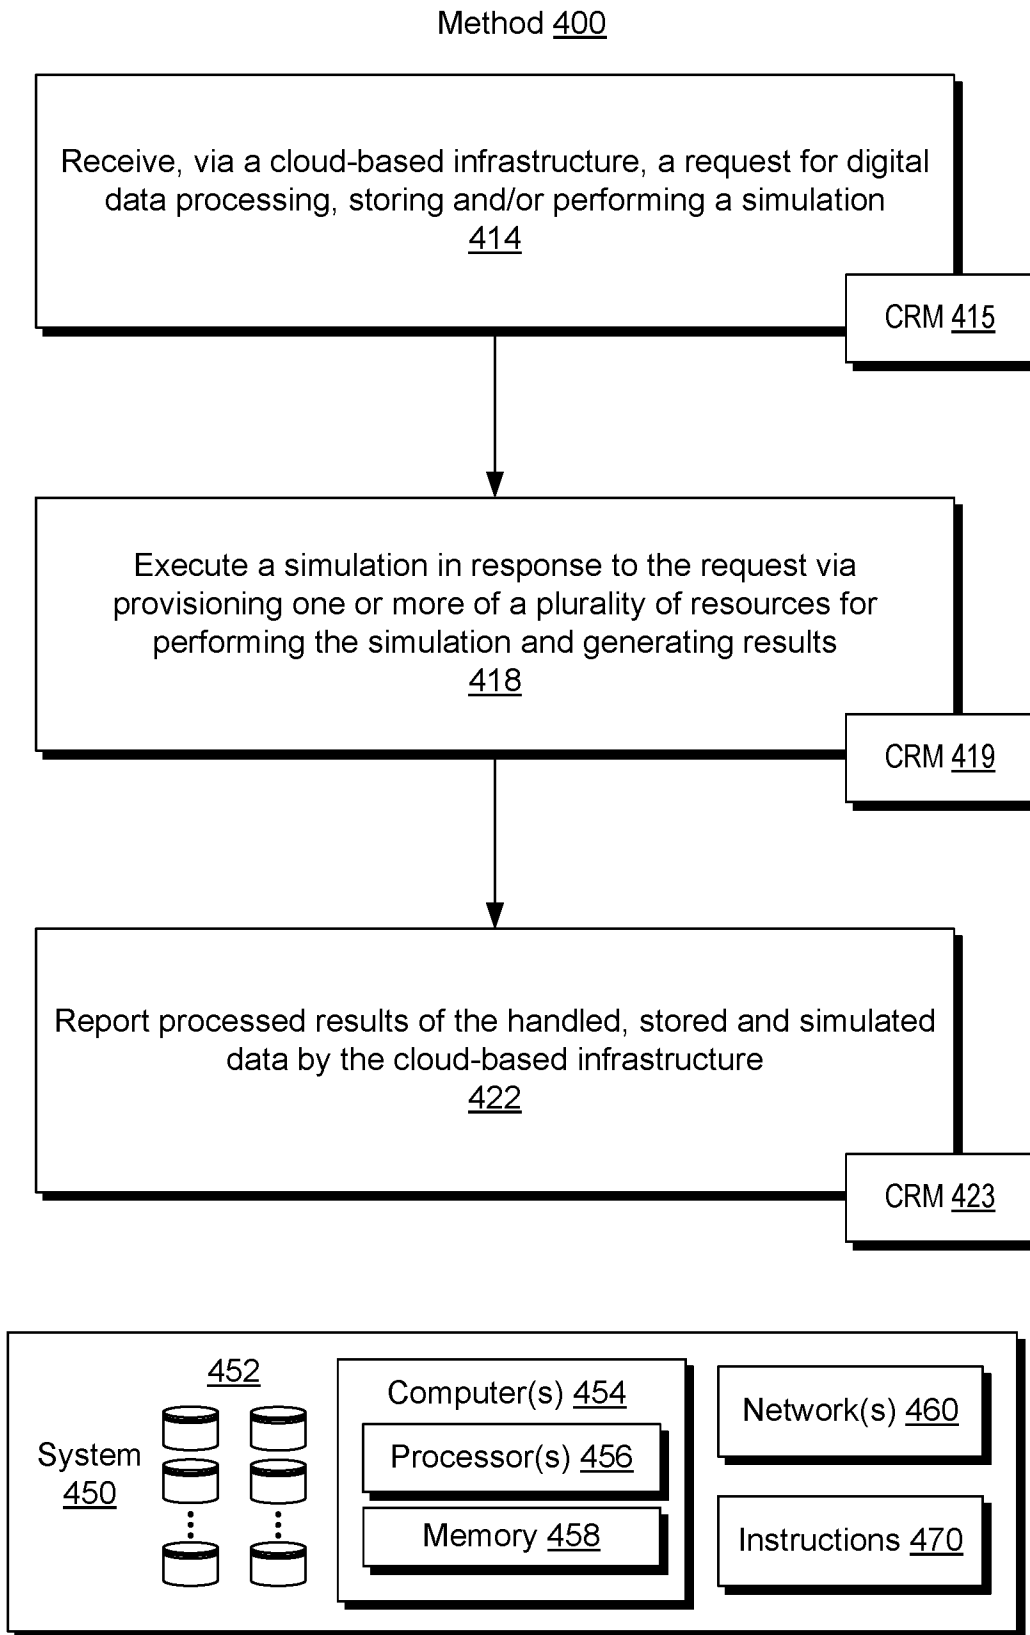 Method 400
Receive, via a cloud-based infrastructure, a request for digital
data processing, storing and/or performing a simulation
414
CRM 415
Execute a simulation in response to the request via
provisioning one or more of a plurality of resources for
performing the simulation and generating results
418
CRM 419
Report processed results of the handled, stored and simulated
data by the cloud-based infrastructure
422
CRM 423
System
450
452
Computer(s) 454
Processor(s) 456
Memory 458
Network(s) 460
Instructions 470